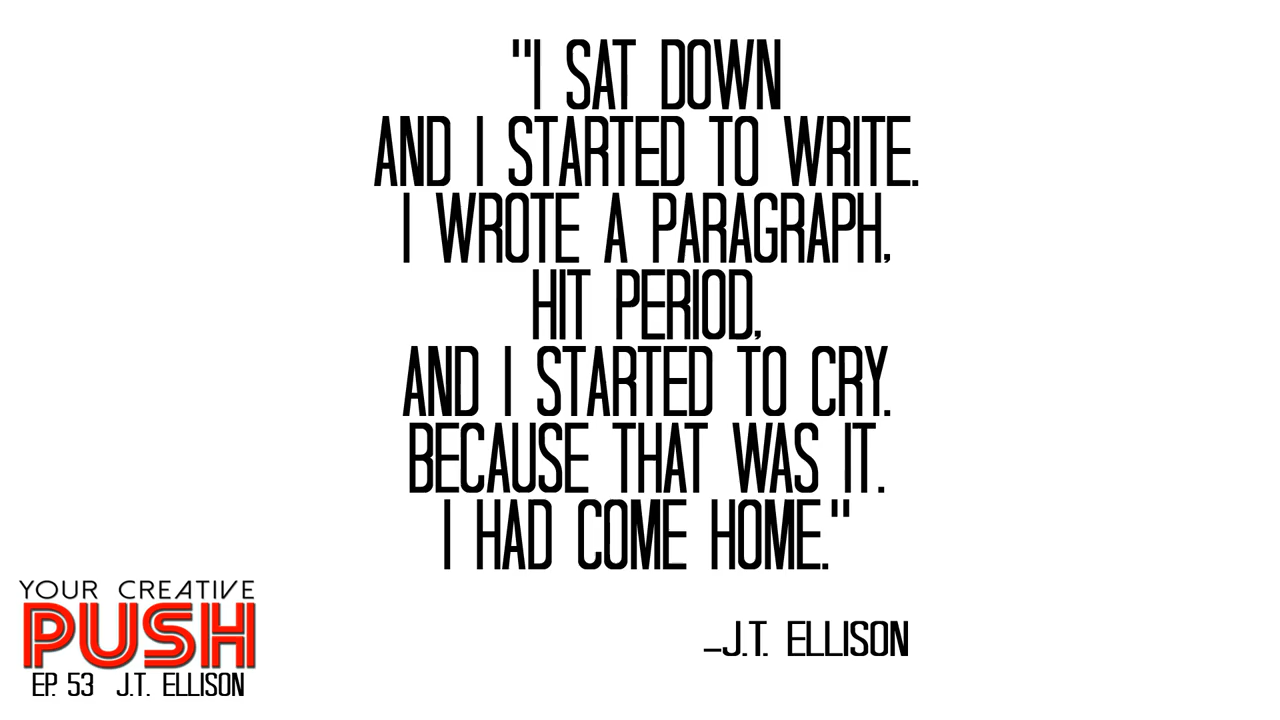 "I SAT DOWN
AND I STARTED TO WRITE.
I WROTE A PARAGRAPH,
HIT PERIOD,
AND I STARTED TO CRY.
BECAUSE THAT WAS IT.
I HAD COME HOME."
–J.T. ELLISON
YOUR CREATIVE
PUSH
EP. 53 J.T. ELLISON